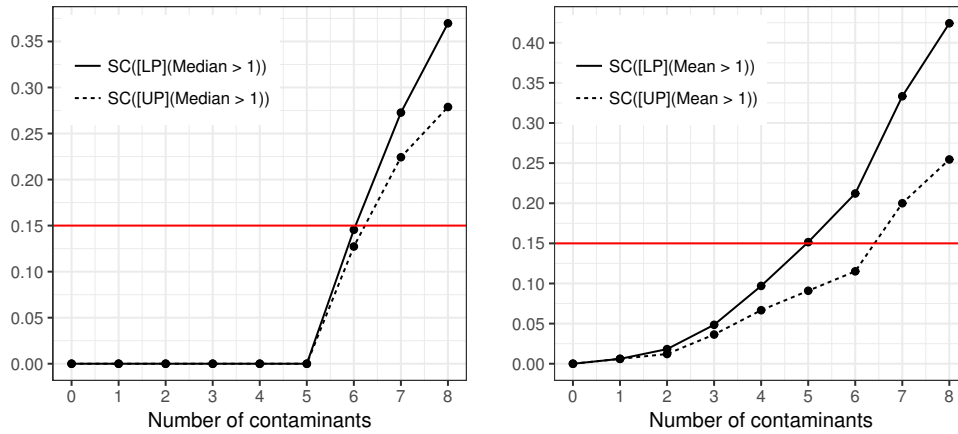 0.35
0.30
0.25
0.20
0.15
0.10
0.05
0.00
SC([LP](Median > 1))
SC([UP](Median > 1))
0 1 2 3 4 5 6 7 8
Number of contaminants
0.40
0.35
0.30
0.25
0.20
0.15
0.10
0.05
0.00
SC([LP](Mean > 1))
SC([UP](Mean > 1))
0 1 2 3 4 5 6 7 8
Number of contaminants